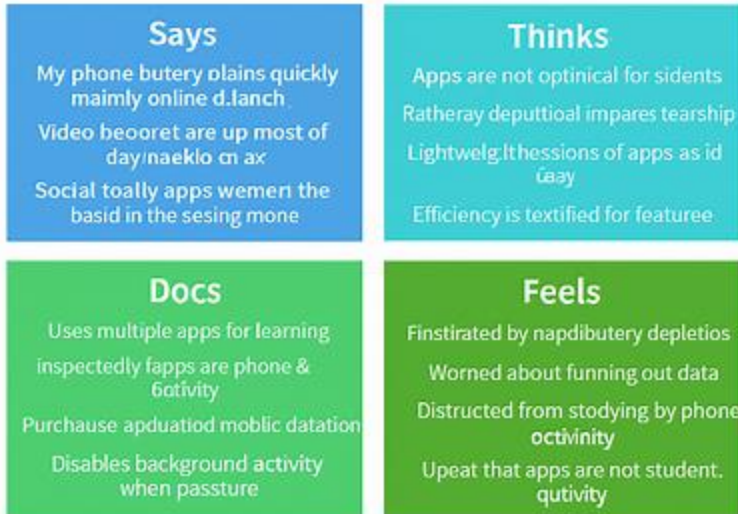 Says
My phone butery plains quickly
maimly online d.lanch
Video beooret are up most of
day/naeklo cn ax
Social toally apps wemen the
basid in the sesing mone
Thinks
Apps are not optinical for sidents
Ratheray deputtioal impares tearship
Lightwelg:lthessions of apps as id
Efficiency is textified for featuree
Docs
Uses multiple apps for learning
inspectedly fapps are phone &
6ctivity
Purchause apduatiod moblic datation
Disables background activity
when passture
Feels
Finstirated by napdibutery depletios
Worned about funning out data
Distructed from stodying by phone
octivinity
Upeat that apps are not student.
qutivity